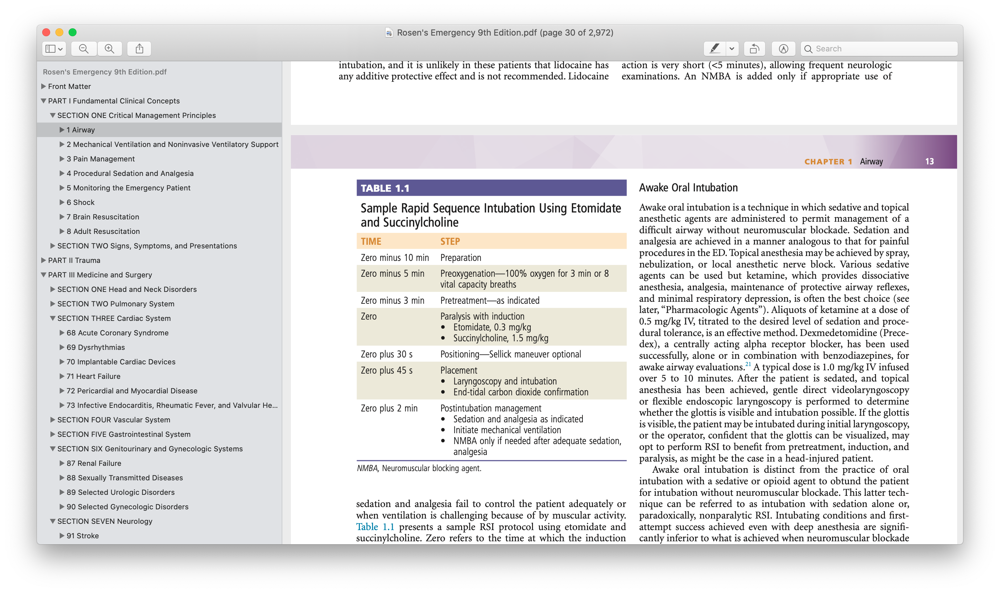 Rosen's Emergency 9th Edition.pdf (page 30 of 2,972)
Search
Rosen's Emergency 9th Edition.pdf
Front Matter
PART I Fundamental Clinical Concepts
SECTION ONE Critical Management Principles
1 Airway
2 Mechanical Ventilation and Noninvasive Ventilatory Support
3 Pain Management
4 Procedural Sedation and Analgesia
5 Monitoring the Emergency Patient
6 Shock
7 Brain Resuscitation
8 Adult Resuscitation
SECTION TWO Signs, Symptoms, and Presentations
PART II Trauma
PART III Medicine and Surgery
SECTION ONE Head and Neck Disorders
SECTION TWO Pulmonary System
SECTION THREE Cardiac System
68 Acute Coronary Syndrome
69 Dysrhythmias
70 Implantable Cardiac Devices
71 Heart Failure
72 Pericardial and Myocardial Disease
73 Infective Endocarditis, Rheumatic Fever, and Valvular He...
SECTION FOUR Vascular System
SECTION FIVE Gastrointestinal System
SECTION SIX Genitourinary and Gynecologic Systems
87 Renal Failure
88 Sexually Transmitted Diseases
89 Selected Urologic Disorders
90 Selected Gynecologic Disorders
SECTION SEVEN Neurology
91 Stroke
intubation, and it is unlikely in these patients that lidocaine has
any additive protective effect and is not recommended. Lidocaine
action is very short (<5 minutes), allowing frequent neurologic
examinations. An NMBA is added only if appropriate use of
CHAPTER 1 Airway 13
TABLE 1.1
Sample Rapid Sequence Intubation Using Etomidate
and Succinylcholine
TIME STEP
Zero minus 10 min Preparation
Zero minus 5 min Preoxygenation—100% oxygen for 3 min or 8
vital capacity breaths
Zero minus 3 min Pretreatment—as indicated
Zero Paralysis with induction
• Etomidate, 0.3 mg/kg
• Succinylcholine, 1.5 mg/kg
Zero plus 30 s Positioning—Sellick maneuver optional
Zero plus 45 s Placement
• Laryngoscopy and intubation
• End-tidal carbon dioxide confirmation
Zero plus 2 min Postintubation management
• Sedation and analgesia as indicated
• Initiate mechanical ventilation
• NMBA only if needed after adequate sedation,
analgesia
NMBA, Neuromuscular blocking agent.
sedation and analgesia fail to control the patient adequately or
when ventilation is challenging because of by muscular activity.
Table 1.1 presents a sample RSI protocol using etomidate and
succinylcholine. Zero refers to the time at which the induction
Awake Oral Intubation
Awake oral intubation is a technique in which sedative and topical
anesthetic agents are administered to permit management of a
difficult airway without neuromuscular blockade. Sedation and
analgesia are achieved in a manner analogous to that for painful
procedures in the ED. Topical anesthesia may be achieved by spray,
nebulization, or local anesthetic nerve block. Various sedative
agents can be used but ketamine, which provides dissociative
anesthesia, analgesia, maintenance of protective airway reflexes,
and minimal respiratory depression, is often the best choice (see
later, “Pharmacologic Agents”). Aliquots of ketamine at a dose of
0.5 mg/kg IV, titrated to the desired level of sedation and proce-
dural tolerance, is an effective method. Dexmedetomidine (Prece-
dex), a centrally acting alpha receptor blocker, has been used
successfully, alone or in combination with benzodiazepines, for
awake airway evaluations.21 A typical dose is 1.0 mg/kg IV infused
over 5 to 10 minutes. After the patient is sedated, and topical
anesthesia has been achieved, gentle direct videolaryngoscopy
or flexible endoscopic laryngoscopy is performed to determine
whether the glottis is visible and intubation possible. If the glottis
is visible, the patient may be intubated during initial laryngoscopy,
or the operator, confident that the glottis can be visualized, may
opt to perform RSI to benefit from pretreatment, induction, and
paralysis, as might be the case in a head-injured patient.
Awake oral intubation is distinct from the practice of oral
intubation with a sedative or opioid agent to obtund the patient
for intubation without neuromuscular blockade. This latter tech-
nique can be referred to as intubation with sedation alone or,
paradoxically, nonparalytic RSI. Intubating conditions and first-
attempt success achieved even with deep anesthesia are signifi-
cantly inferior to what is achieved when neuromuscular blockade